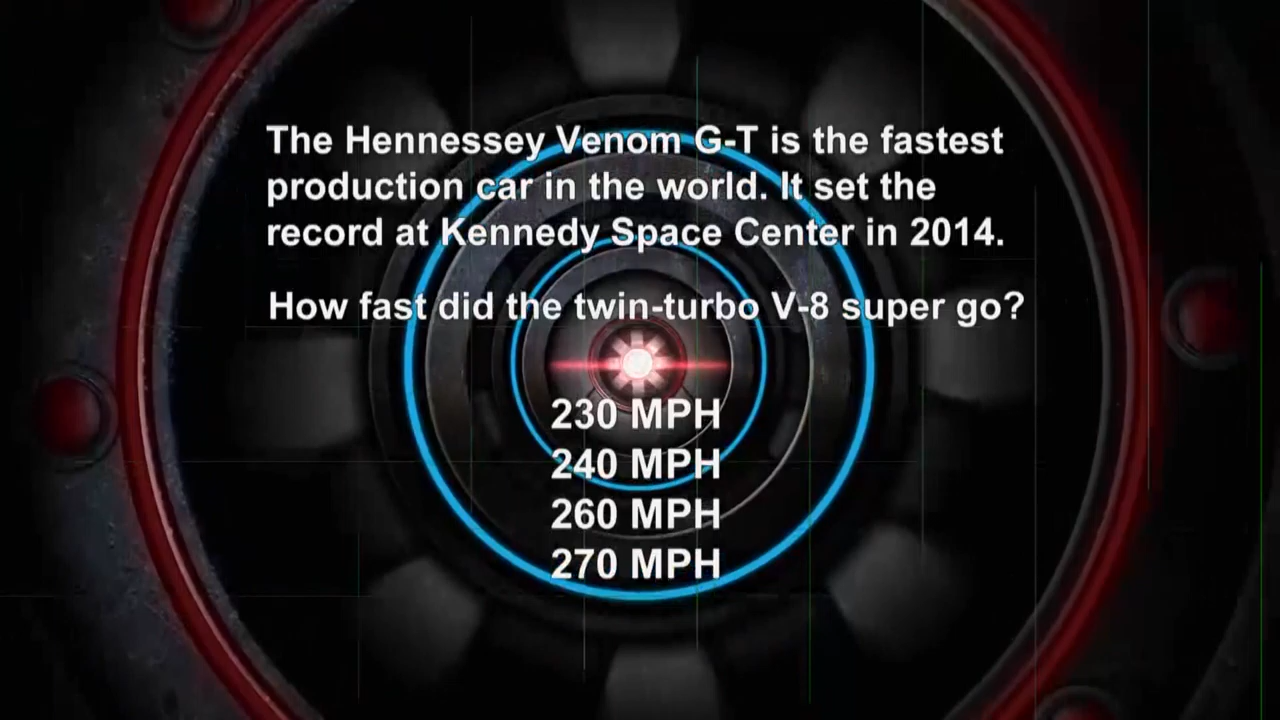 The Hennessey Venom G-T is the fastest
production car in the world. It set the
record at Kennedy Space Center in 2014.
How fast did the twin-turbo V-8 super go?
230 MPH
240 MPH
260 MPH
270 MPH